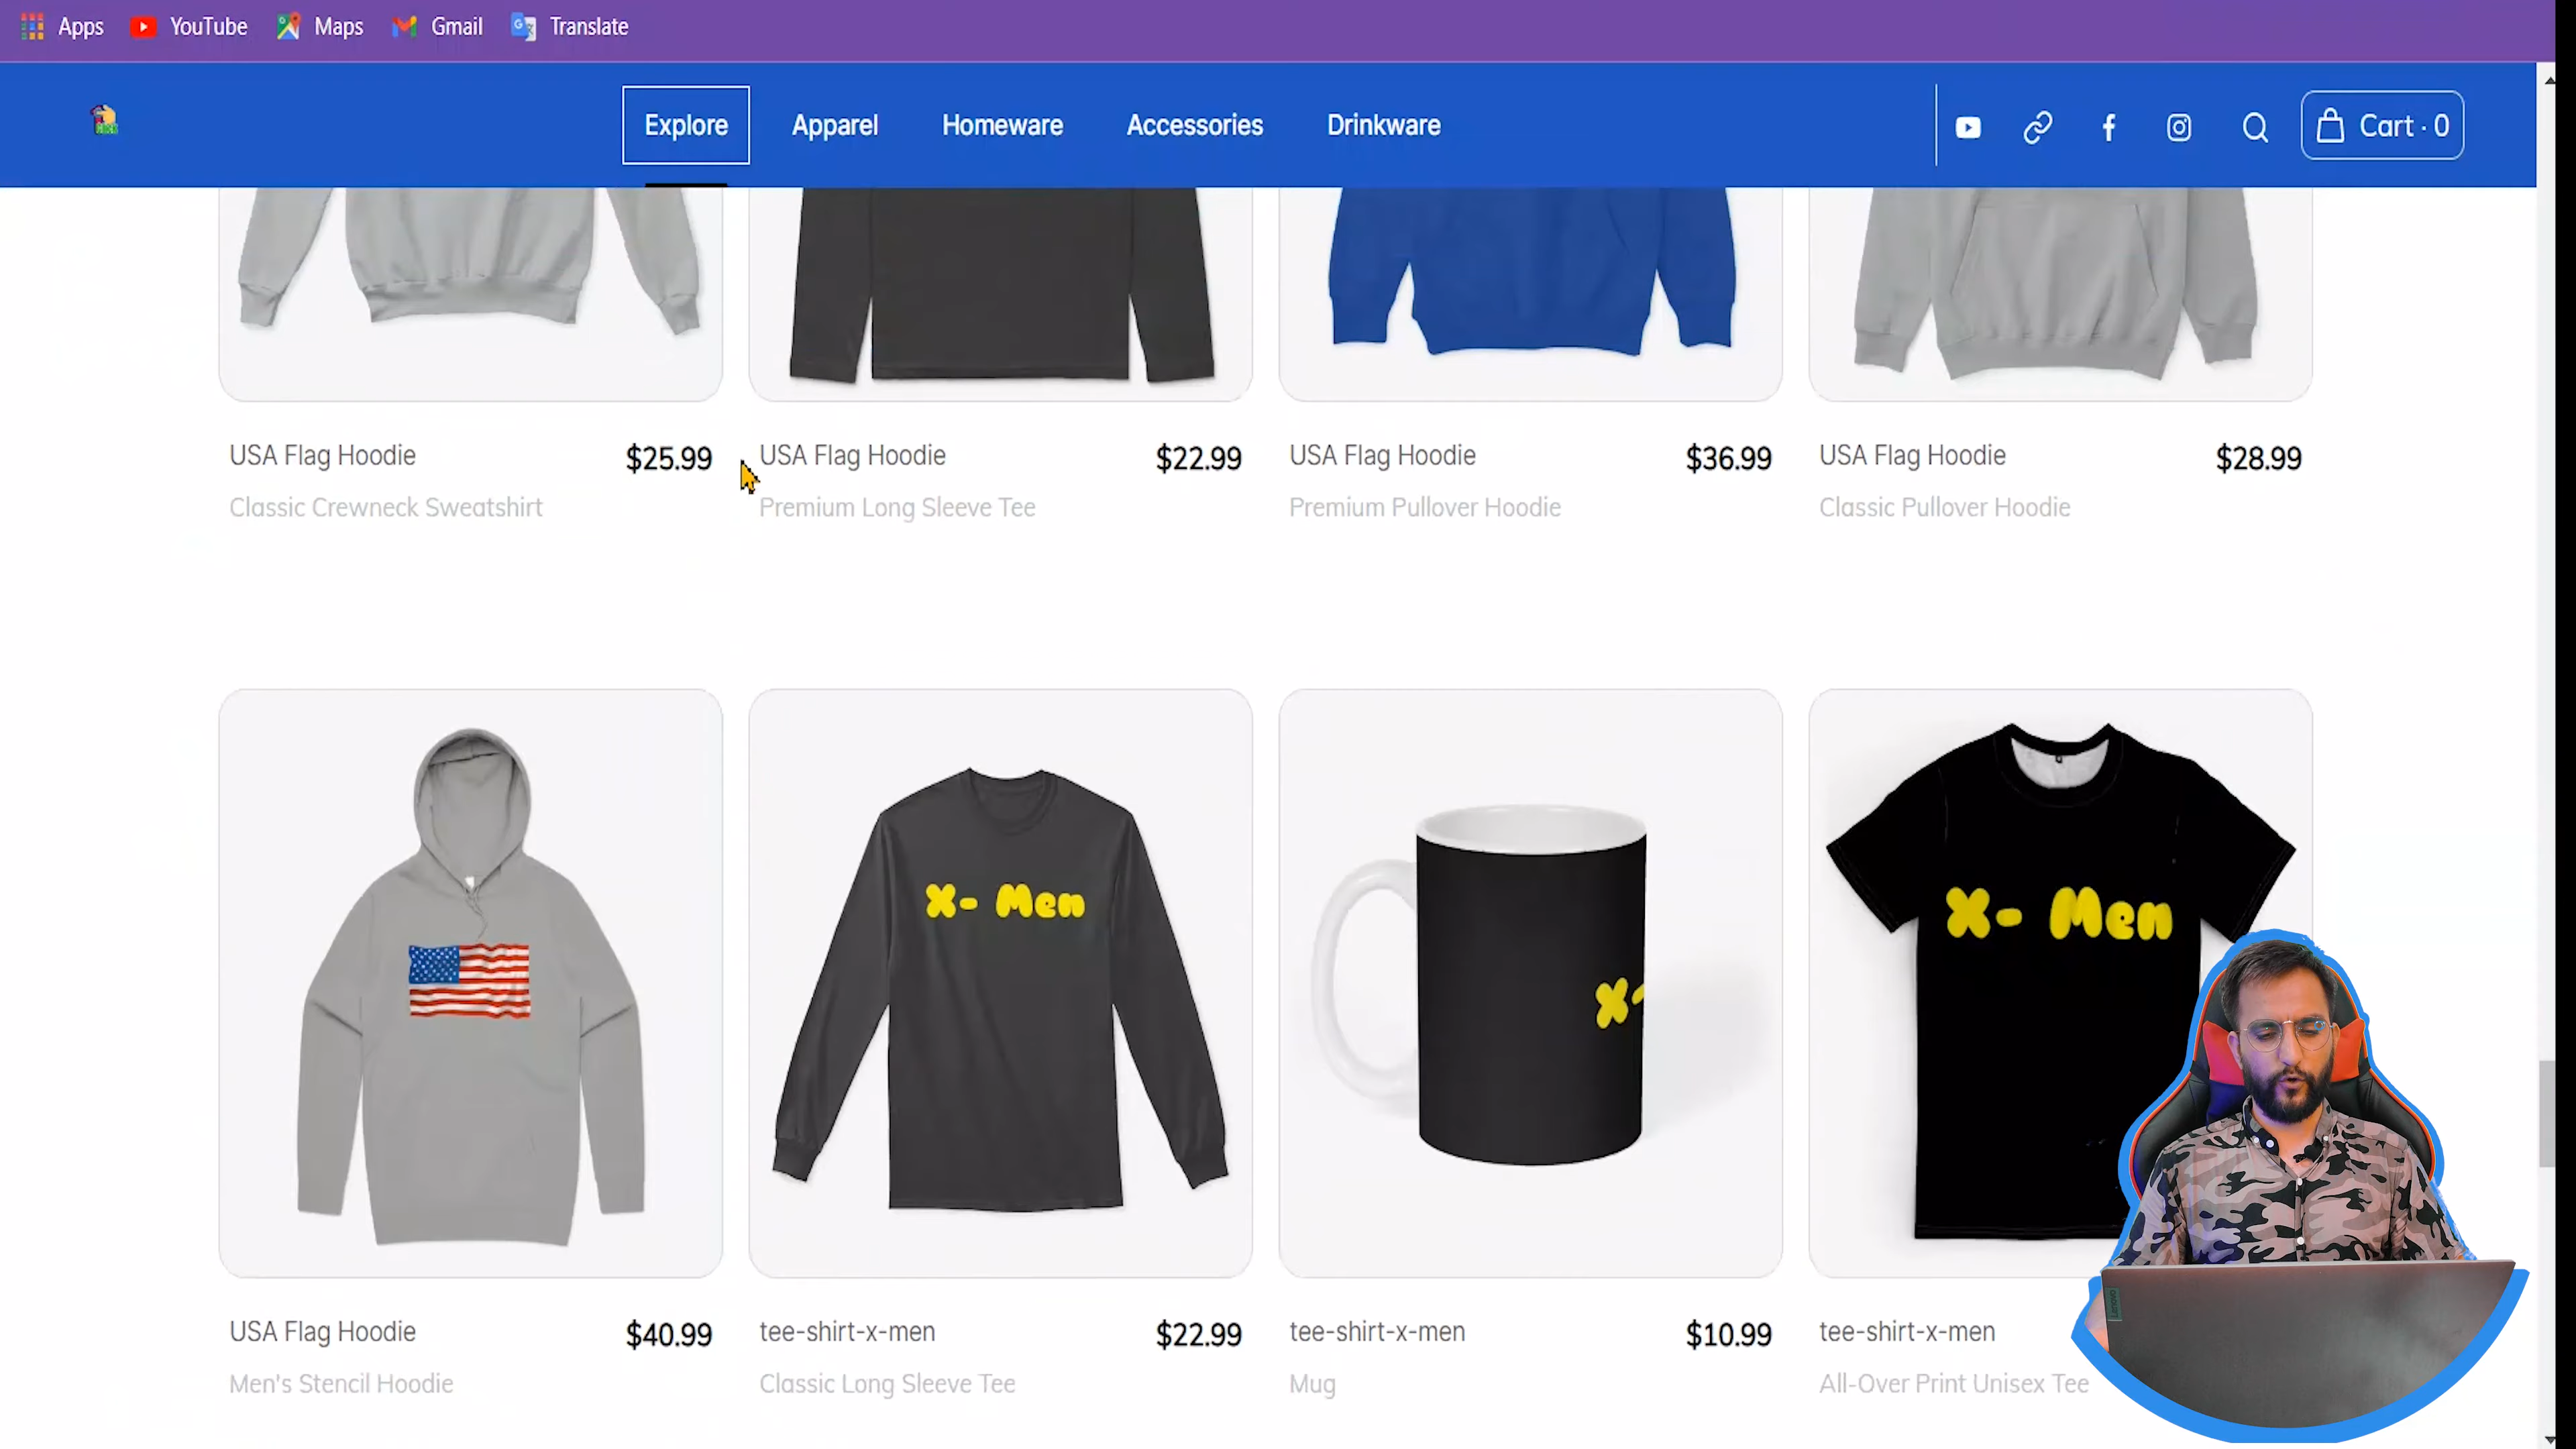 Apps YouTube Maps Gmail Translate
Explore Apparel Homeware Accessories Drinkware Cart · 0
USA Flag Hoodie $25.99 USA Flag Hoodie $22.99 USA Flag Hoodie $36.99 USA Flag Hoodie $28.99
Classic Crewneck Sweatshirt Premium Long Sleeve Tee Premium Pullover Hoodie Classic Pullover Hoodie
X- Men X- Men
X-
USA Flag Hoodie $40.99 tee-shirt-x-men $22.99 tee-shirt-x-men $10.99 tee-shirt-x-men
Men's Stencil Hoodie Classic Long Sleeve Tee Mug All-Over Print Unisex Tee
Lenovo